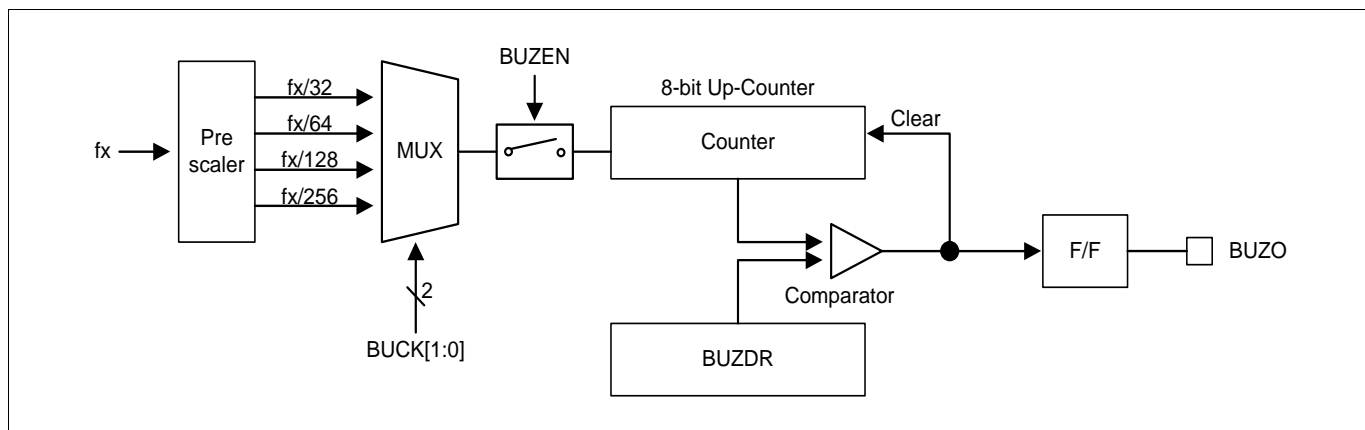 BUZEN
8-bit Up-Counter
fx/32
fx/64
fx/128
fx/256
Pre
scaler
fx
MUX
Counter
Clear
F/F
BUZO
Comparator
2
BUCK[1:0]
BUZDR